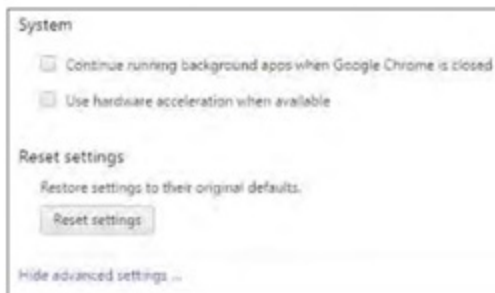 System
Continue running background apps when Google Chrome is closed
Use hardware acceleration when available
Reset settings
Restore settings to their original defaults.
Reset settings
Hide advanced settings ...